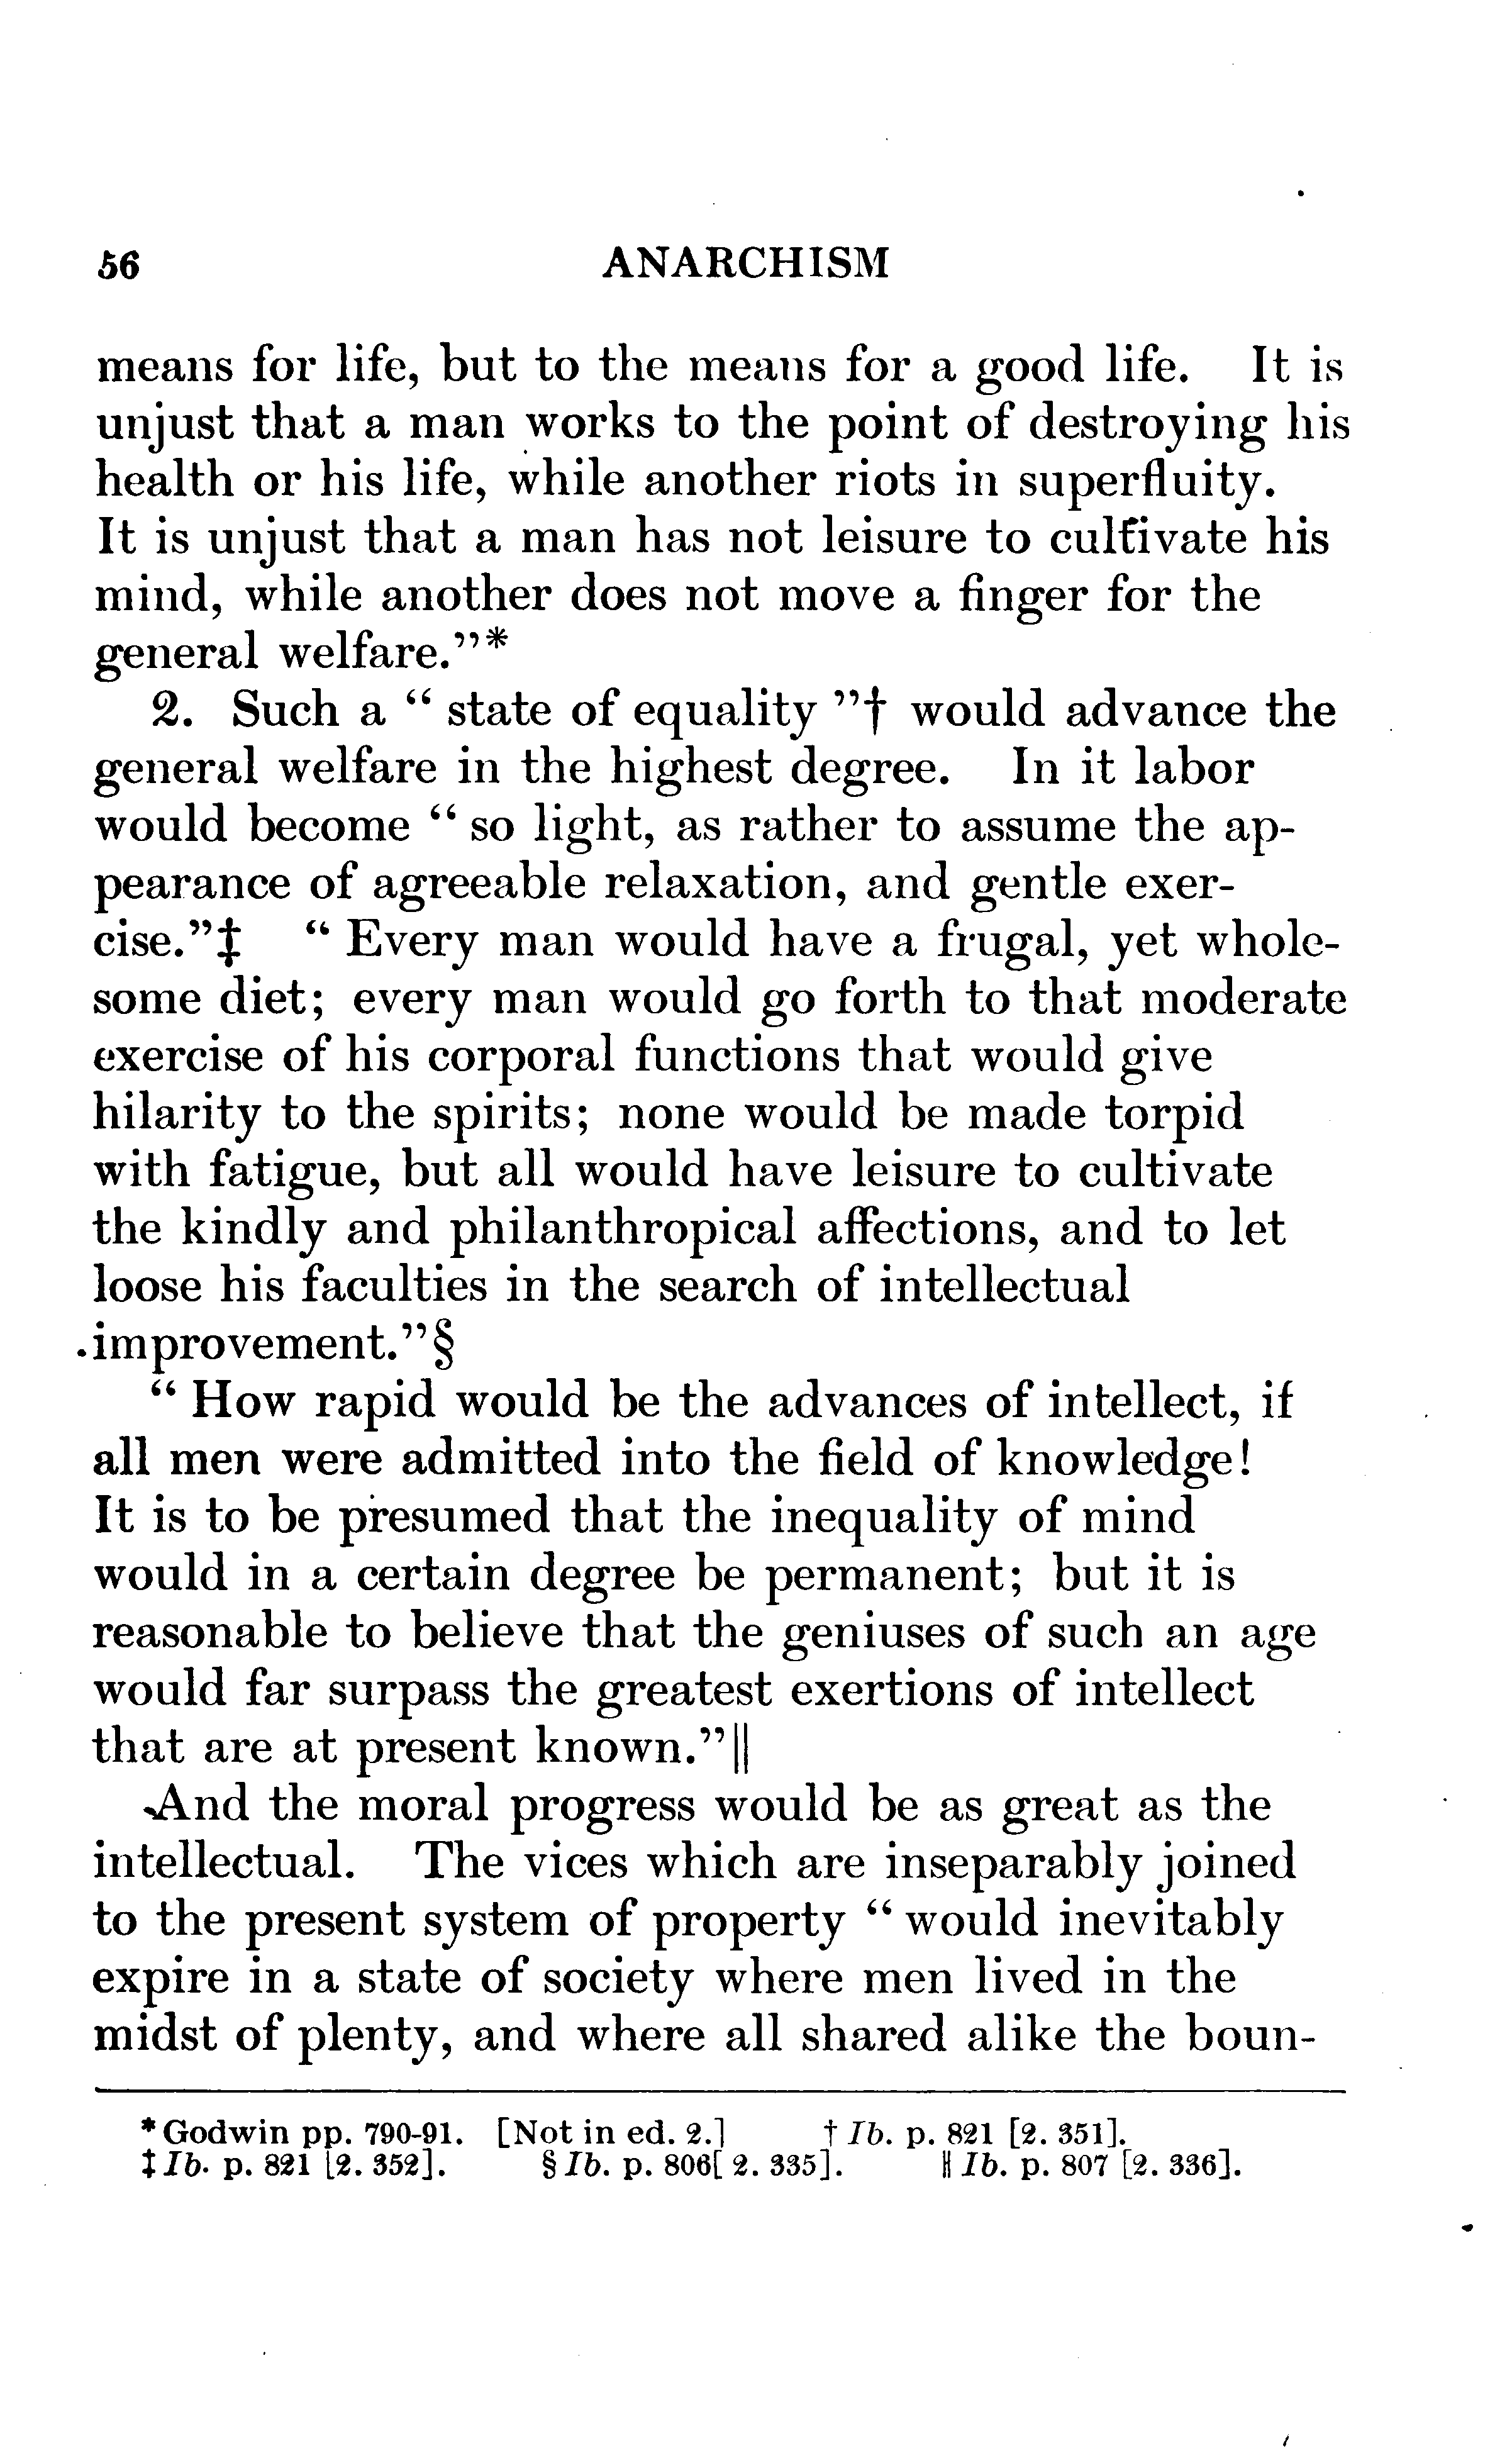 56 ANARCHISM
means for life, but to the means for a good life. It is
unjust that a man works to the point of destroying his
health or his life, while another riots in superfluity.
It is unjust that a man has not leisure to cultivate his
mind, while another does not move a finger for the
general welfare."*
2. Such a " state of equality "† would advance the
general welfare in the highest degree. In it labor
would become " so light, as rather to assume the ap-
pearance of agreeable relaxation, and gentle exer-
cise."‡ " Every man would have a frugal, yet whole-
some diet; every man would go forth to that moderate
exercise of his corporal functions that would give
hilarity to the spirits; none would be made torpid
with fatigue, but all would have leisure to cultivate
the kindly and philanthropical affections, and to let
loose his faculties in the search of intellectual
improvement."§
" How rapid would be the advances of intellect, if
all men were admitted into the field of knowledge!
It is to be presumed that the inequality of mind
would in a certain degree be permanent; but it is
reasonable to believe that the geniuses of such an age
would far surpass the greatest exertions of intellect
that are at present known."‖
And the moral progress would be as great as the
intellectual. The vices which are inseparably joined
to the present system of property " would inevitably
expire in a state of society where men lived in the
midst of plenty, and where all shared alike the boun-
* Godwin pp. 790-91. [Not in ed. 2.] † Ib. p. 821 [2. 351].
‡ Ib. p. 821 [2. 352]. § Ib. p. 806[ 2. 335]. ‖ Ib. p. 807 [2. 336].